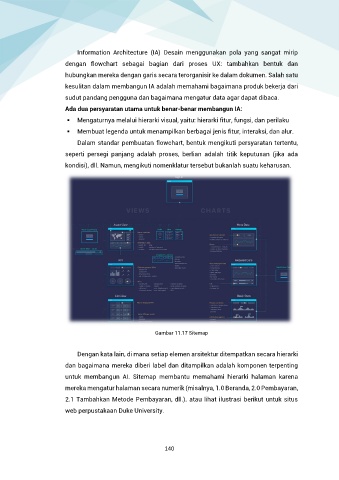 Information Architecture (IA) Desain menggunakan pola yang sangat mirip
dengan flowchart sebagai bagian dari proses UX: tambahkan bentuk dan
hubungkan mereka dengan garis secara terorganisir ke dalam dokumen. Salah satu
kesulitan dalam membangun IA adalah memahami bagaimana produk bekerja dari
sudut pandang pengguna dan bagaimana mengatur data agar dapat dibaca.
Ada dua persyaratan utama untuk benar-benar membangun IA:
• Mengaturnya melalui hierarki visual, yaitu: hierarki fitur, fungsi, dan perilaku
• Membuat legenda untuk menampilkan berbagai jenis fitur, interaksi, dan alur.
Dalam standar pembuatan flowchart, bentuk mengikuti persyaratan tertentu,
seperti persegi panjang adalah proses, berlian adalah titik keputusan (jika ada
kondisi), dll. Namun, mengikuti nomenklatur tersebut bukanlah suatu keharusan.
VIEWS CHARTS
Gambar 11.17 Sitemap
Dengan kata lain, di mana setiap elemen arsitektur ditempatkan secara hierarki
dan bagaimana mereka diberi label dan ditampilkan adalah komponen terpenting
untuk membangun AI. Sitemap membantu memahami hierarki halaman karena
mereka mengatur halaman secara numerik (misalnya, 1.0 Beranda, 2.0 Pembayaran,
2.1 Tambahkan Metode Pembayaran, dll.). atau lihat ilustrasi berikut untuk situs
web perpustakaan Duke University.
140